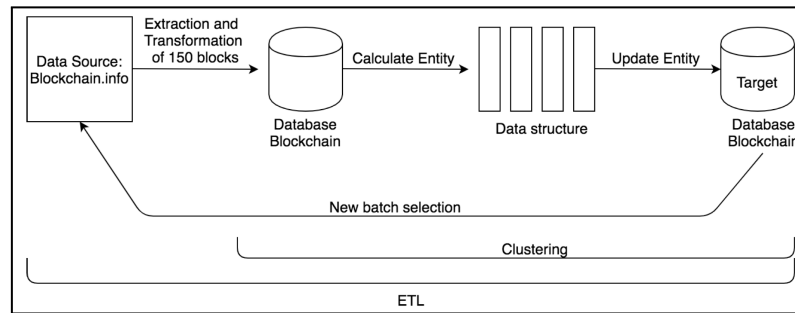 Data Source:
Blockchain.info
Extraction and
Transformation
of 150 blocks
Database
Blockchain
Calculate Entity
Data structure
Update Entity
Target
Database
Blockchain
New batch selection
Clustering
ETL